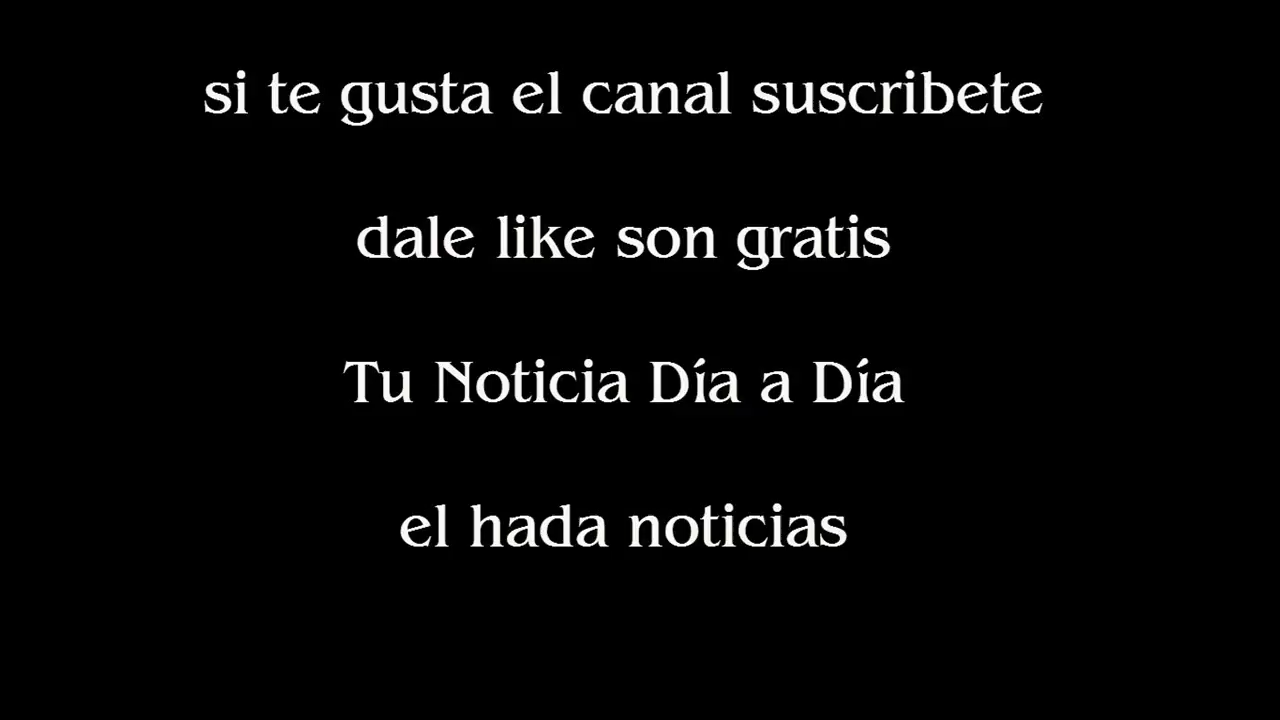 si te gusta el canal suscribete
dale like son gratis
Tu Noticia Día a Día
el hada noticias